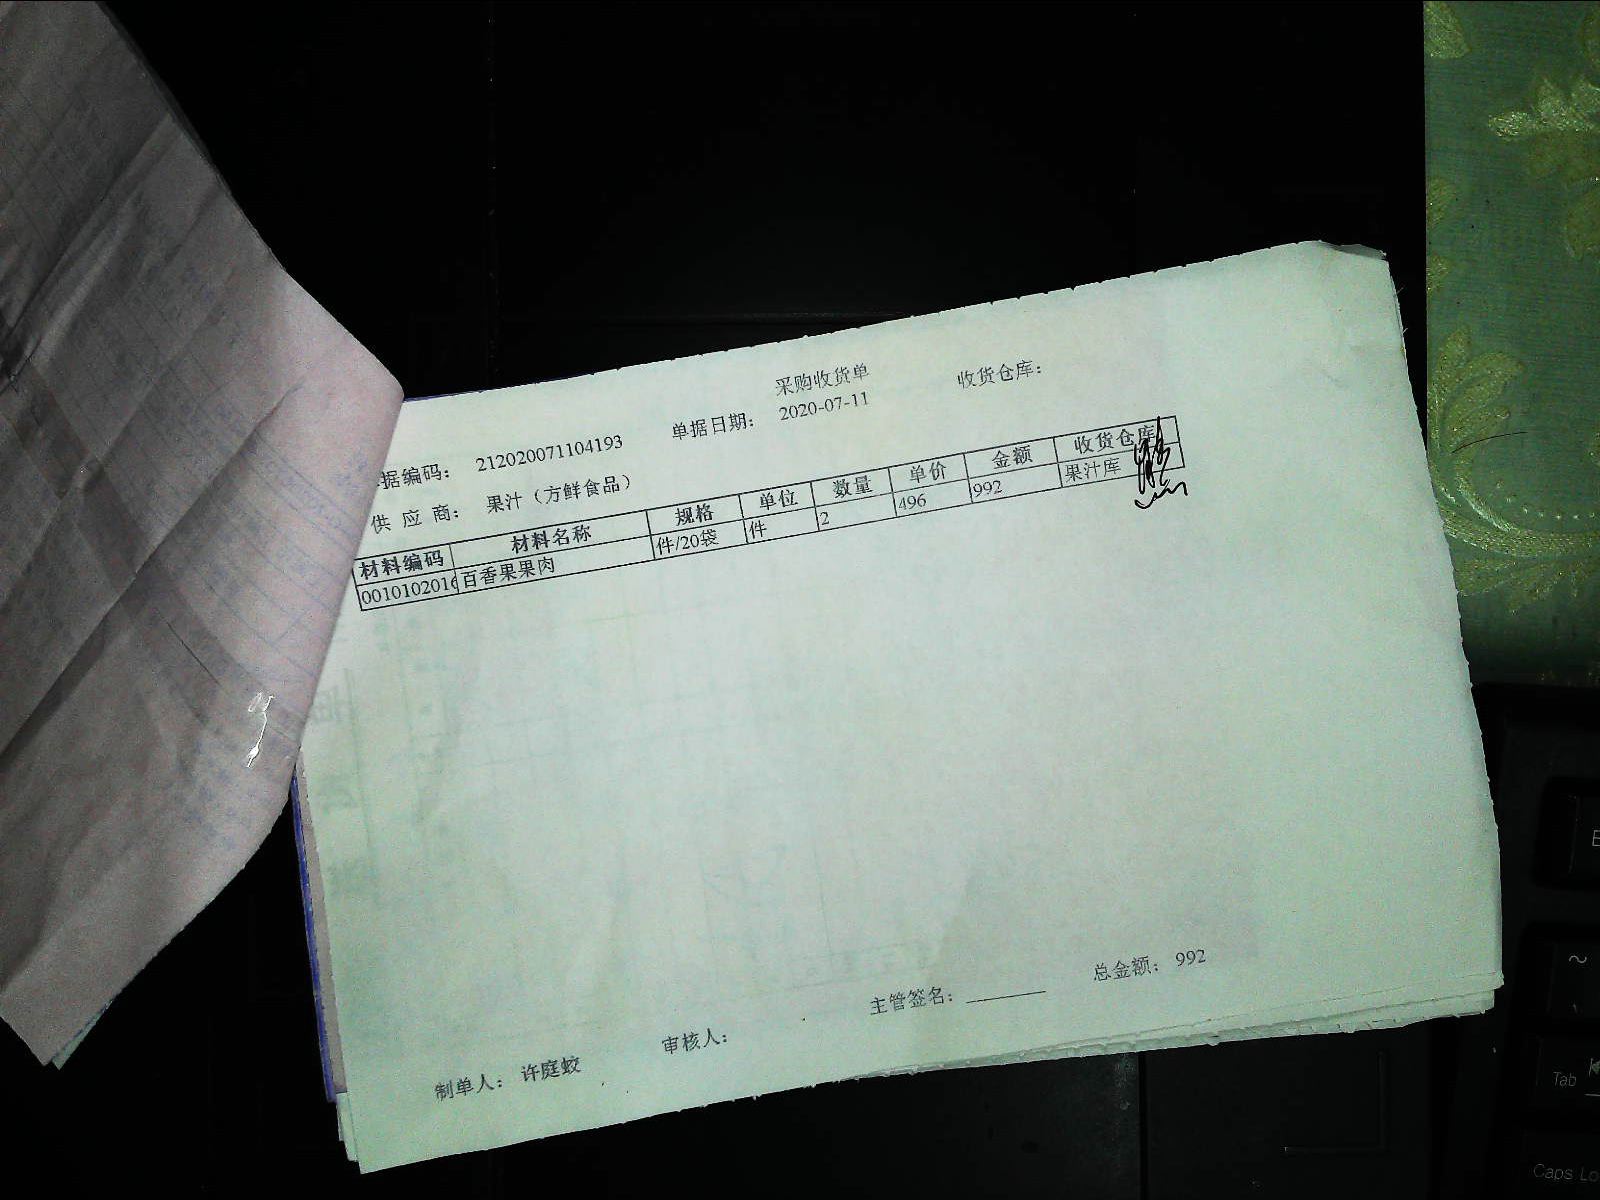 采购收货单
收货仓库：
据编码： 212020071104193 单据日期： 2020-07-11
供 应 商： 果汁（方鲜食品）
材料编码 材料名称 规格 单位 数量 单价 金额 收货仓库
001010201 百香果果肉 件/20袋 件 2 496 992 果汁库
总金额： 992
主管签名：
审核人：
制单人： 许庭蛟
~
Tab
Caps Lo